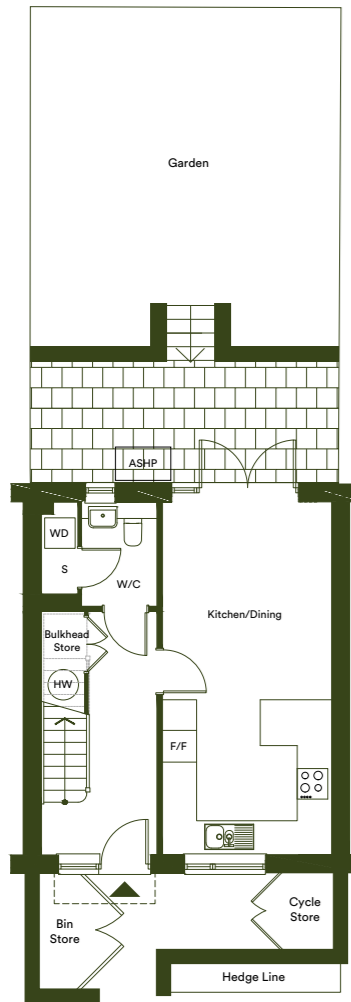 Garden
ASHP
WD
S
W/C
Kitchen/Dining
Bulkhead
Store
HW
F/F
Bin
Store
Cycle
Store
Hedge Line